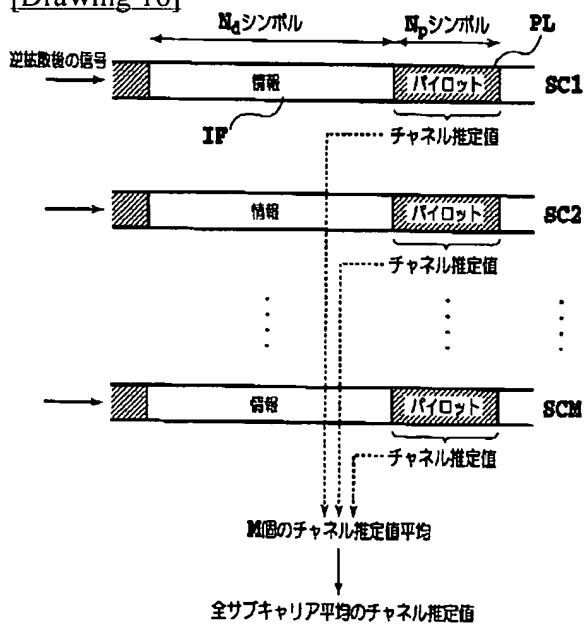 [Drawing 10]
Ndシンボル Npシンボル PL
逆拡散後の信号
情報 パイロット SC1
IF チャネル推定値
情報 パイロット SC2
チャネル推定値
情報 パイロット SCM
チャネル推定値
M個のチャネル推定値平均
全サブキャリア平均のチャネル推定値